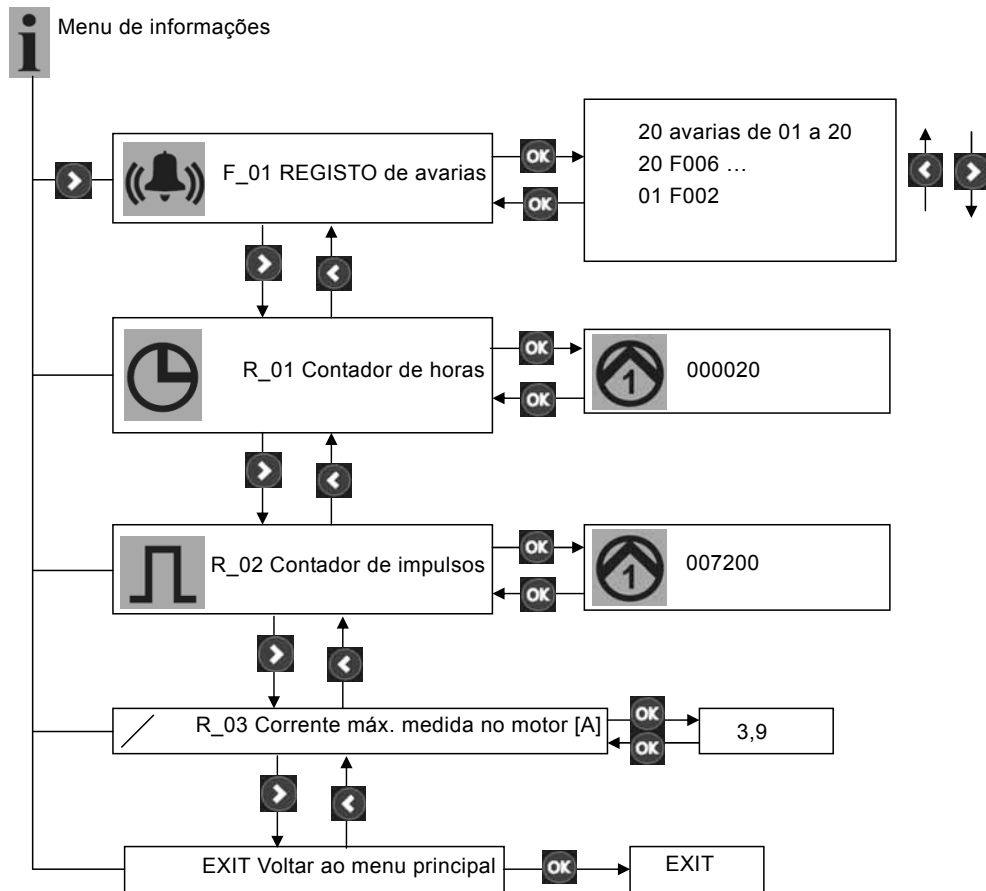 Menu de informações
F_01 REGISTO de avarias
OK
OK
20 avarias de 01 a 20
20 F006 …
01 F002
R_01 Contador de horas
OK
OK
1
000020
R_02 Contador de impulsos
OK
OK
1
007200
R_03 Corrente máx. medida no motor [A]
OK
OK
3,9
EXIT Voltar ao menu principal
OK
EXIT